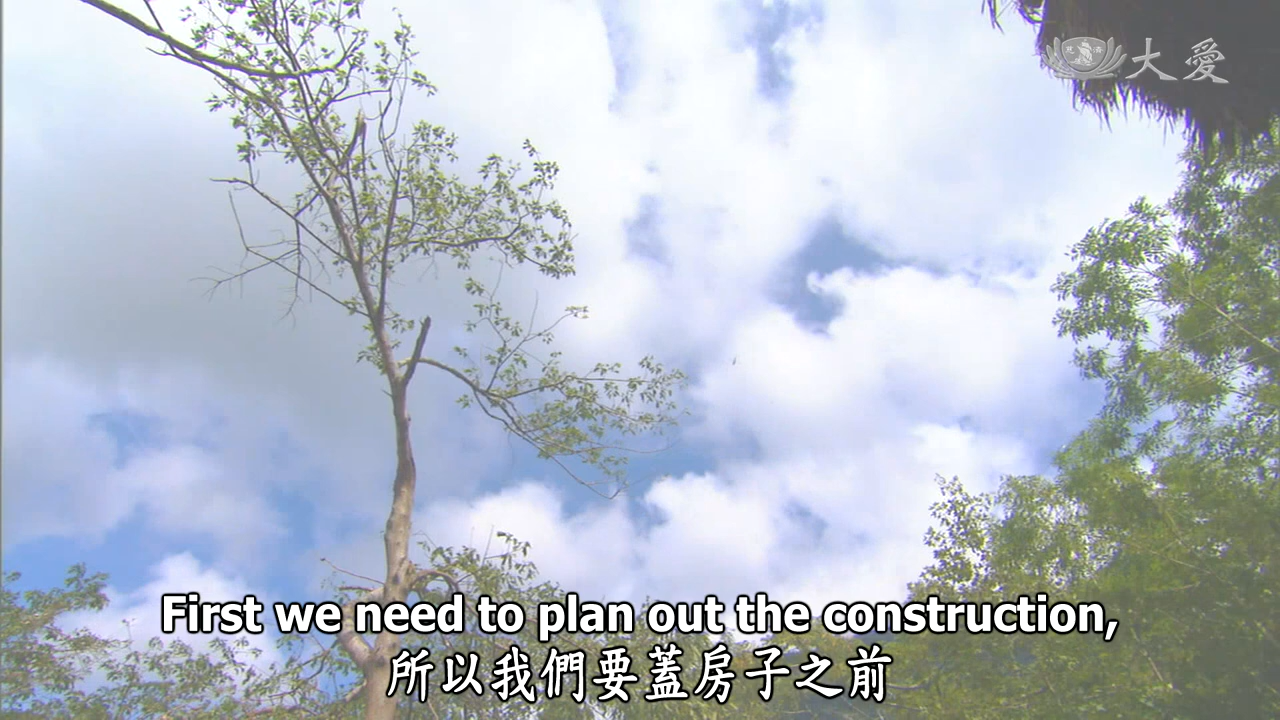 大愛
First we need to plan out the construction,
所以我們要蓋房子之前